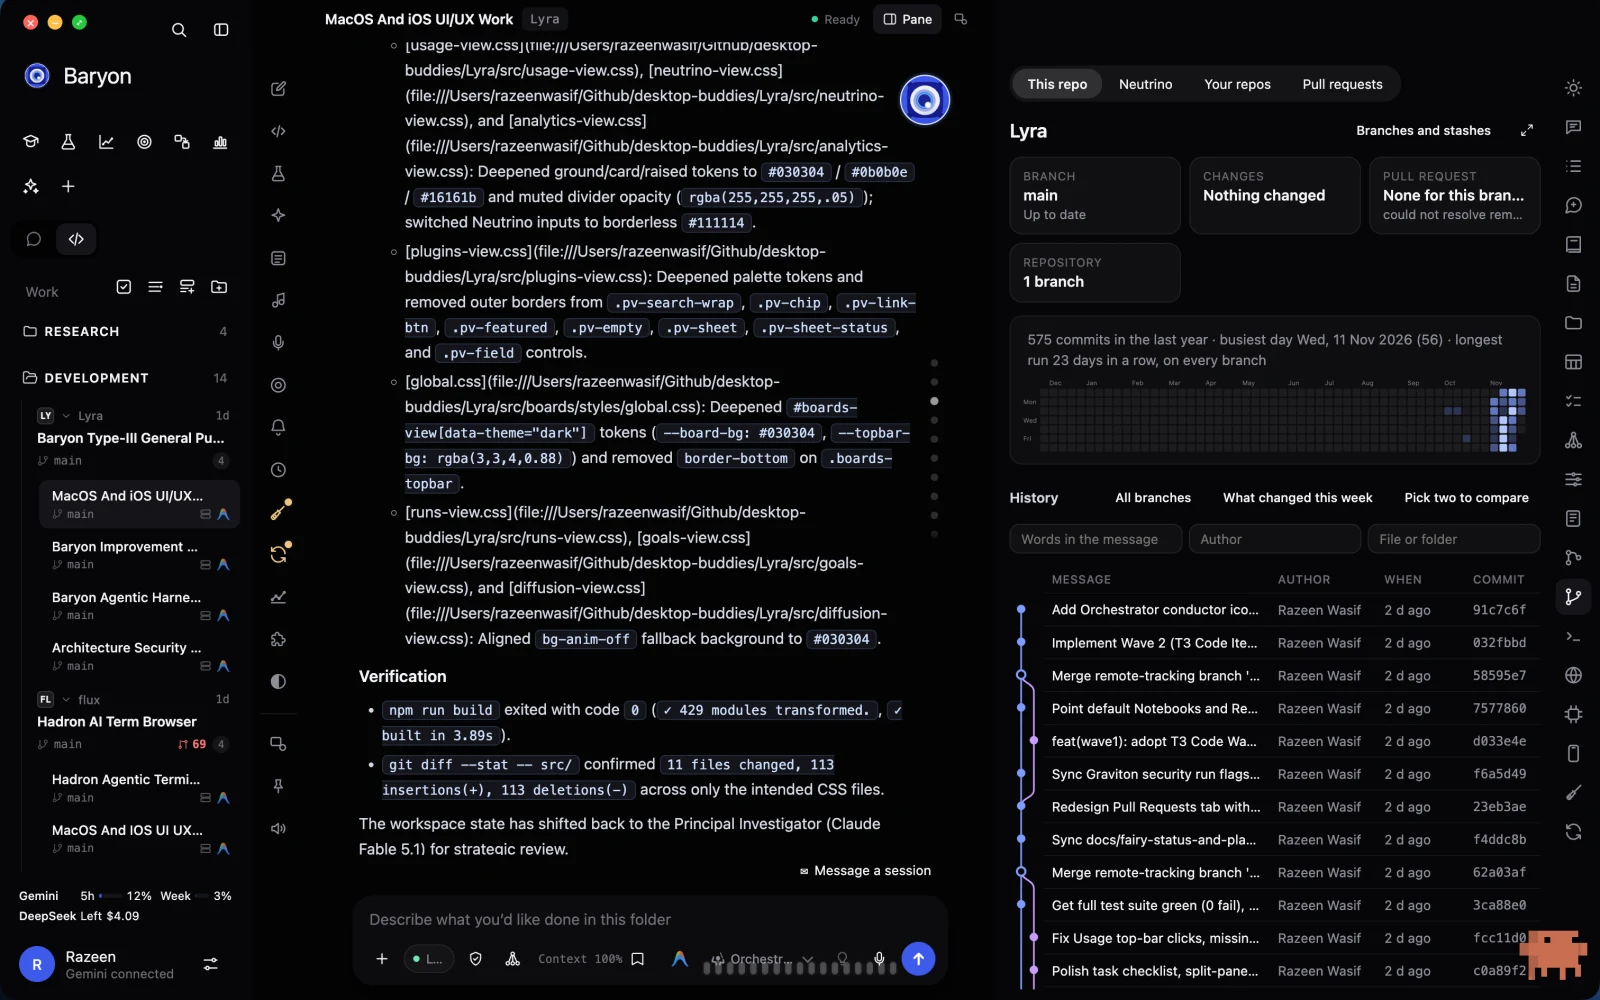 MacOS And iOS UI/UX Work
Lyra
Ready
Pane
Baryon
Work
RESEARCH 4
DEVELOPMENT 14
LY Lyra 1d
Baryon Type-III General Pu...
main 4
MacOS And iOS UI/UX...
main
Baryon Improvement ...
main
Baryon Agentic Harne...
main
Architecture Security ...
main
FL flux 1d
Hadron AI Term Browser
main 69 4
Hadron Agentic Termi...
main
MacOS And IOS UI UX...
main
Gemini 5h 12% Week 3%
DeepSeek Left $4.09
R
Razeen
Gemini connected
[usage-view.css](file:///Users/razeenwasif/Github/desktop-
buddies/Lyra/src/usage-view.css), [neutrino-view.css]
(file:///Users/razeenwasif/Github/desktop-buddies/Lyra/src/neutrino-
view.css), and [analytics-view.css]
(file:///Users/razeenwasif/Github/desktop-buddies/Lyra/src/analytics-
view.css): Deepened ground/card/raised tokens to #030304 / #0b0b0e
/ #16161b and muted divider opacity ( rgba(255,255,255,.05) );
switched Neutrino inputs to borderless #111114 .
[plugins-view.css](file:///Users/razeenwasif/Github/desktop-
buddies/Lyra/src/plugins-view.css): Deepened palette tokens and
removed outer borders from .pv-search-wrap , .pv-chip , .pv-link-
btn , .pv-featured , .pv-empty , .pv-sheet , .pv-sheet-status ,
and .pv-field controls.
[global.css](file:///Users/razeenwasif/Github/desktop-
buddies/Lyra/src/boards/styles/global.css): Deepened #boards-
view[data-theme="dark"] tokens ( --board-bg: #030304 , --topbar-
bg: rgba(3,3,4,0.88) ) and removed border-bottom on .boards-
topbar .
[runs-view.css](file:///Users/razeenwasif/Github/desktop-
buddies/Lyra/src/runs-view.css), [goals-view.css]
(file:///Users/razeenwasif/Github/desktop-buddies/Lyra/src/goals-
view.css), and [diffusion-view.css]
(file:///Users/razeenwasif/Github/desktop-buddies/Lyra/src/diffusion-
view.css): Aligned bg-anim-off fallback background to #030304 .
Verification
npm run build exited with code 0 ( ✓ 429 modules transformed. , ✓
built in 3.89s ).
git diff --stat -- src/ confirmed 11 files changed, 113
insertions(+), 113 deletions(-) across only the intended CSS files.
The workspace state has shifted back to the Principal Investigator (Claude
Fable 5.1) for strategic review.
Message a session
Describe what you'd like done in this folder
L... Context 100% Orchestr...
This repo Neutrino Your repos Pull requests
Lyra
Branches and stashes
BRANCH
main
Up to date
CHANGES
Nothing changed
PULL REQUEST
None for this bran...
could not resolve rem...
REPOSITORY
1 branch
575 commits in the last year · busiest day Wed, 11 Nov 2026 (56) · longest
run 23 days in a row, on every branch
Dec Jan Feb Mar Apr May Jun Jul Aug Sep Oct Nov
Mon
Wed
Fri
History All branches What changed this week Pick two to compare
Words in the message Author File or folder
MESSAGE AUTHOR WHEN COMMIT
Add Orchestrator conductor ico... Razeen Wasif 2 d ago 91c7c6f
Implement Wave 2 (T3 Code Ite... Razeen Wasif 2 d ago 032fbbd
Merge remote-tracking branch '... Razeen Wasif 2 d ago 58595e7
Point default Notebooks and Re... Razeen Wasif 2 d ago 7577860
feat(wave1): adopt T3 Code Wa... Razeen Wasif 2 d ago d033e4e
Sync Graviton security run flags... Razeen Wasif 2 d ago f6a5d49
Redesign Pull Requests tab with... Razeen Wasif 2 d ago 23eb3ae
Sync docs/fairy-status-and-pla... Razeen Wasif 2 d ago f4ddc8b
Merge remote-tracking branch '... Razeen Wasif 2 d ago 62a03af
Get full test suite green (0 fail), ... Razeen Wasif 2 d ago 3ca88e0
Fix Usage top-bar clicks, missin... Razeen Wasif 2 d ago fcc11d0
Polish task checklist, split-pane... Razeen Wasif 2 d ago c0a89f2